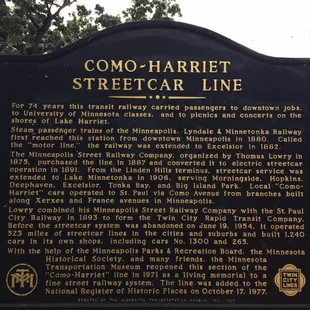 COMO-HARRIET
STREETCAR LINE
For 74 years this transit railway carried passengers to downtown jobs,
to University of Minnesota classes, and to picnics and concerts on the
shores of Lake Harriet.
Steam passenger trains of the Minneapolis, Lyndale & Minnetonka Railway
first reached this station from downtown Minneapolis in 1880. Called
the "motor line," the railway was extended to Excelsior in 1882.
The Minneapolis Street Railway Company, organized by Thomas Lowry in
1875, purchased the line in 1887 and converted it to electric streetcar
operation in 1891. From the Linden Hills terminus, streetcar service was
extended to Lake Minnetonka in 1906, serving Morningside, Hopkins,
Deephaven, Excelsior, Tonka Bay, and Big Island Park. Local "Como-
Harriet" cars operated to St. Paul via Como Avenue from branches built
along Xerxes and France avenues in Minneapolis.
Lowry combined his Minneapolis Street Railway Company with the St. Paul
City Railway in 1893 to form the Twin City Rapid Transit Company.
Before the streetcar system was abandoned on June 19, 1954, it operated
523 miles of streetcar lines in the cities and suburbs and built 1,240
cars in its own shops, including cars No. 1300 and 265.
With the help of the Minneapolis Parks & Recreation Board, the Minnesota
Historical Society, and many friends, the Minnesota
Transportation Museum reopened this section of the
"Como-Harriet" line in 1971 as a living memorial to a
fine street railway system. The line was added to the
National Register of Historic Places on October 17, 1977.
TWIN CITY
LINES